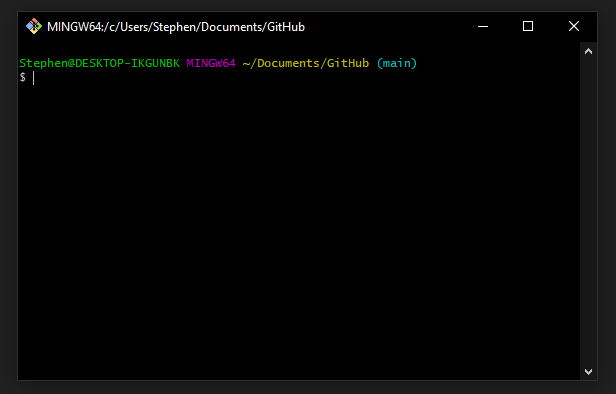 MINGW64:/c/Users/Stephen/Documents/GitHub
Stephen@DESKTOP-IKGUNBK MINGW64 ~/Documents/GitHub (main)
$